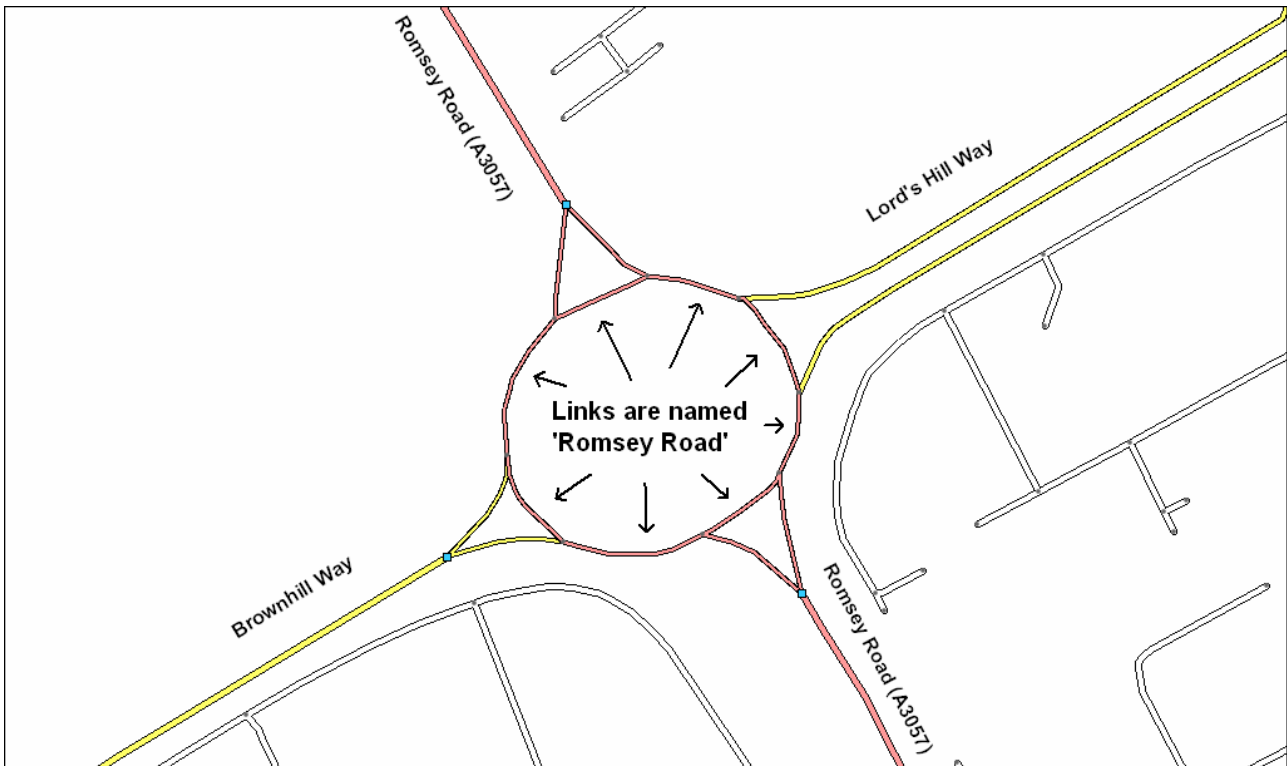 Romsey Road (A3057)
Lord's Hill Way
Links are named
'Romsey Road'
Brownhill Way
Romsey Road (A3057)